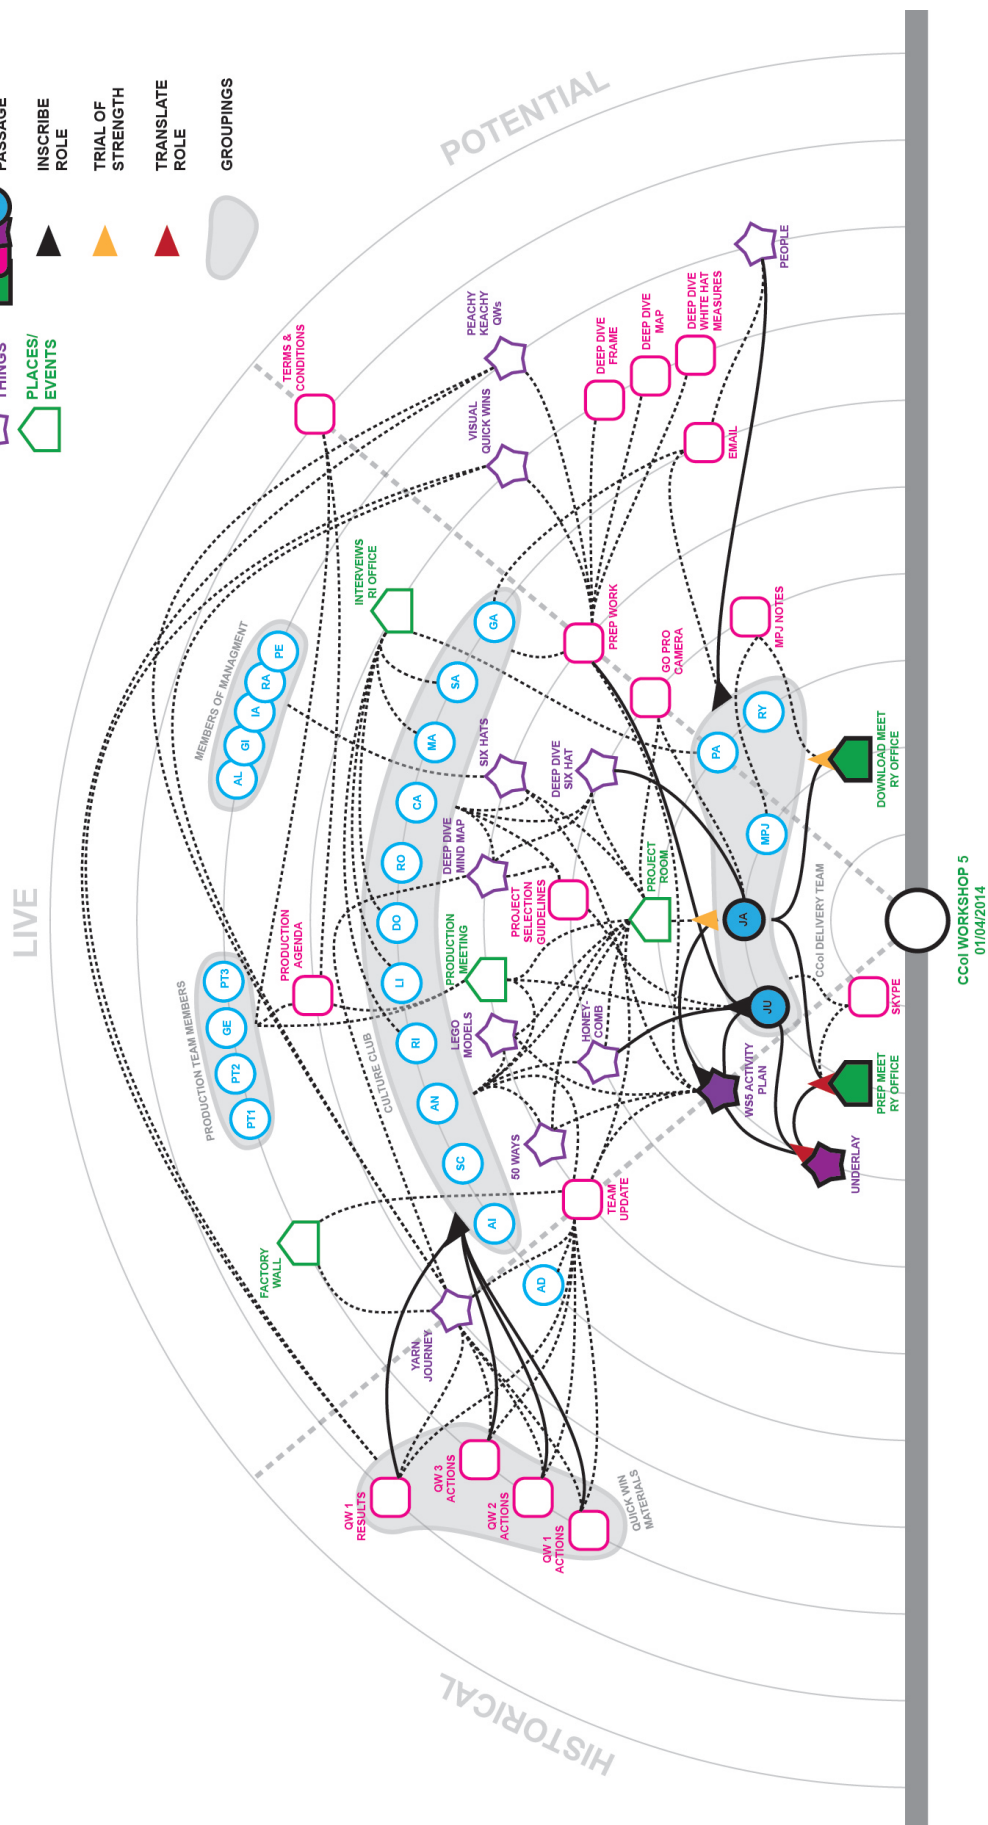 PASSAGE
INSCRIBE
ROLE
TRIAL OF
STRENGTH
TRANSLATE
ROLE
GROUPINGS
THINGS
PLACES/
EVENTS
POTENTIAL
LIVE
HISTORICAL
TERMS &
CONDITIONS
PEACHY
KEACHY
QWs
VISUAL
QUICK WINS
DEEP DIVE
FRAME
DEEP DIVE
MAP
DEEP DIVE
WHITE HAT
MEASURES
PEOPLE
EMAIL
INTERVEIWS
RI OFFICE
MEMBERS OF MANAGMENT
PE
RA
IA
GI
AL
GA
SA
MA
CA
RO
DO
LI
RI
AN
SC
AI
CULTURE CLUB
PREP WORK
GO PRO
CAMERA
MPJ NOTES
SIX HATS
DEEP DIVE
SIX HAT
DEEP DIVE
MIND MAP
PA
RY
MPJ
JA
JU
CCoI DELIVERY TEAM
DOWNLOAD MEET
RY OFFICE
PROJECT
ROOM
PROJECT
SELECTION
GUIDELINES
PRODUCTION
AGENDA
PRODUCTION
MEETING
PRODUCTION TEAM MEMBERS
PT3
GE
PT2
PT1
LEGO
MODELS
HONEY-
COMB
50 WAYS
SKYPE
WS5 ACTIVITY
PLAN
PREP MEET
RY OFFICE
UNDERLAY
TEAM
UPDATE
FACTORY
WALL
AD
YARN
JOURNEY
QW 1
RESULTS
QW 3
ACTIONS
QW 2
ACTIONS
QW 1
ACTIONS
QUICK WIN
MATERIALS
CCoI WORKSHOP 5
01/04/2014